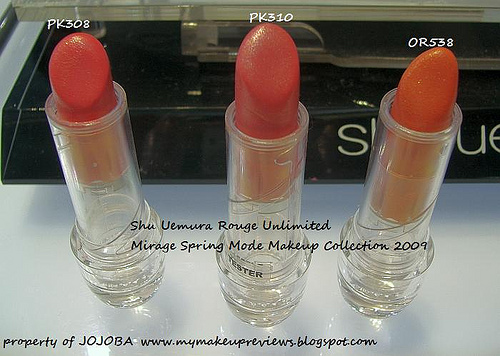 PK308
PK310
OR538
Shu Uemura Rouge Unlimited
Mirage Spring Mode Makeup Collection 2009
TESTER
property of JOJOBA www.mymakeupreviews.blogspot.com